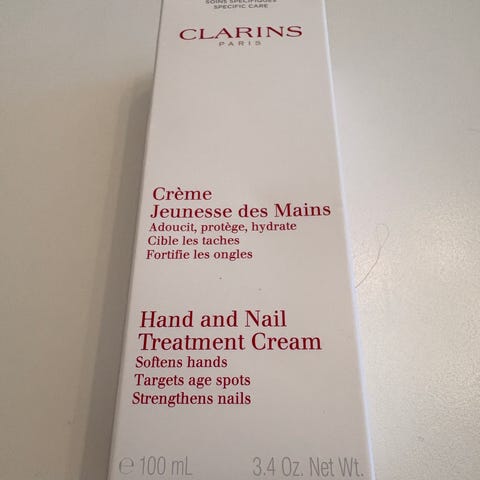 SOINS SPÉCIFIQUES
SPECIFIC CARE
CLARINS
PARIS
Crème
Jeunesse des Mains
Adoucit, protège, hydrate
Cible les taches
Fortifie les ongles
Hand and Nail
Treatment Cream
Softens hands
Targets age spots
Strengthens nails
℮ 100 mL 3.4 Oz. Net Wt.